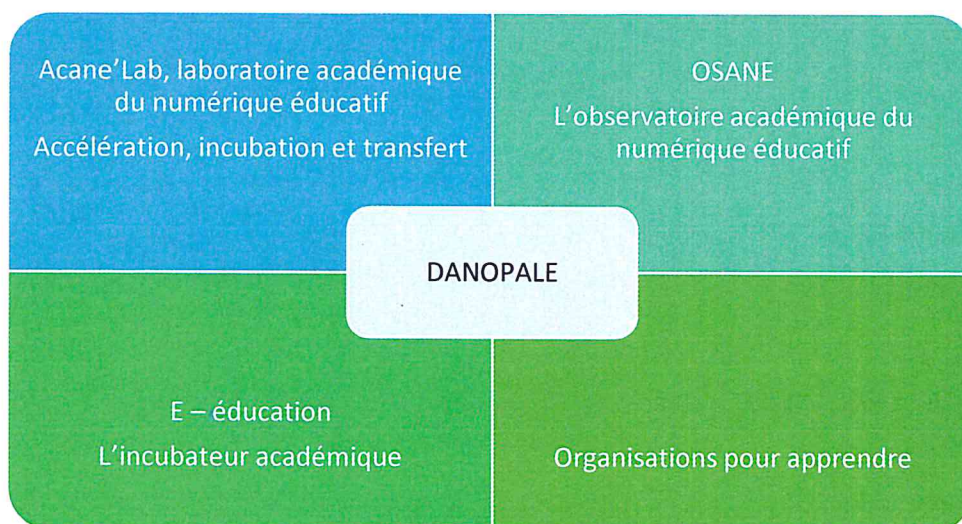 Acane'Lab, laboratoire académique
du numérique éducatif
Accélération, incubation et transfert
OSANE
L'observatoire académique du
numérique éducatif
DANOPALE
E – éducation
L'incubateur académique
Organisations pour apprendre